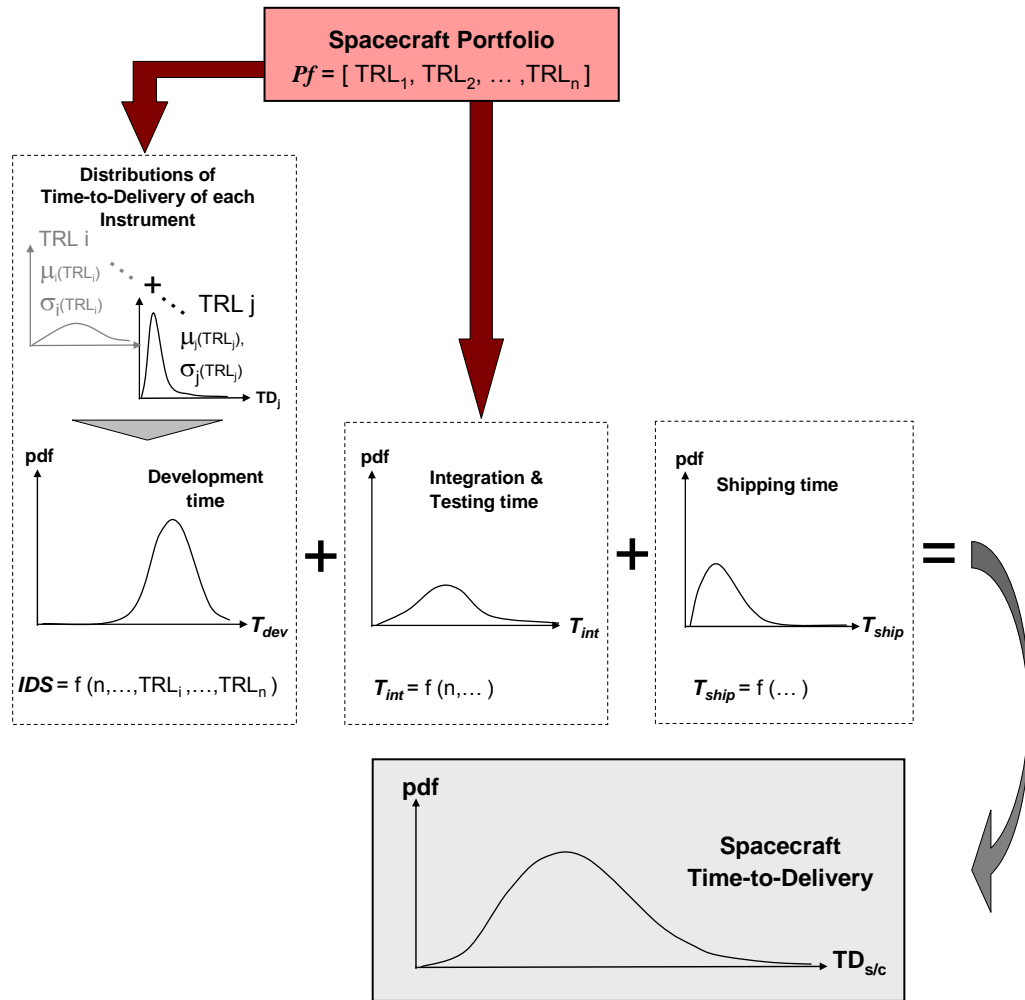 Spacecraft Portfolio
Pf = [ TRL1, TRL2, … ,TRLn ]
Distributions of
Time-to-Delivery of each
Instrument
TRL i
μi(TRLi)
σi(TRLi)
+
TRL j
μj(TRLj),
σj(TRLj)
TDj
pdf
Development
time
Tdev
IDS = f (n,…,TRLi ,…,TRLn )
+
pdf
Integration &
Testing time
Tint
Tint = f (n,… )
+
pdf
Shipping time
Tship
Tship = f (… )
=
pdf
Spacecraft
Time-to-Delivery
TDs/c